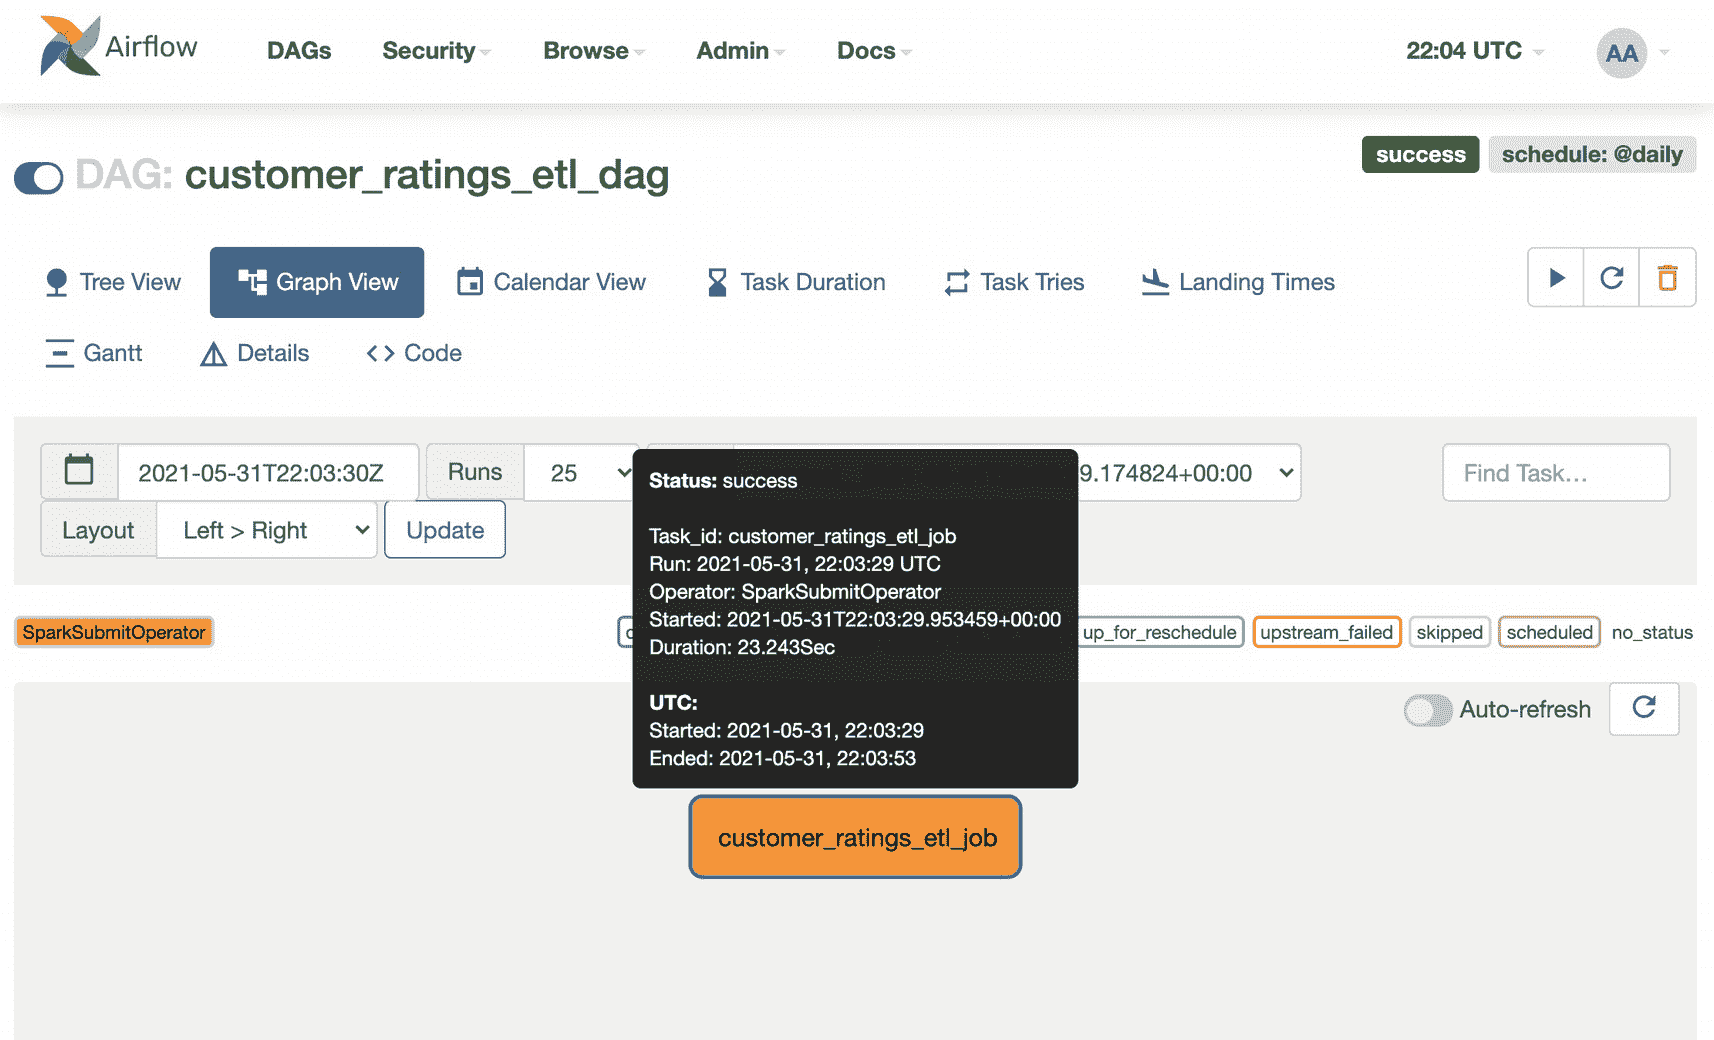 Airflow DAGs Security Browse Admin Docs 22:04 UTC AA
success schedule: @daily
DAG: customer_ratings_etl_dag
Tree View Graph View Calendar View Task Duration Task Tries Landing Times
Gantt Details Code
2021-05-31T22:03:30Z Runs 25 9.174824+00:00 Find Task...
Layout Left > Right Update
Status: success
Task_id: customer_ratings_etl_job
Run: 2021-05-31, 22:03:29 UTC
Operator: SparkSubmitOperator
Started: 2021-05-31T22:03:29.953459+00:00
Duration: 23.243Sec
UTC:
Started: 2021-05-31, 22:03:29
Ended: 2021-05-31, 22:03:53
SparkSubmitOperator up_for_reschedule upstream_failed skipped scheduled no_status
Auto-refresh
customer_ratings_etl_job